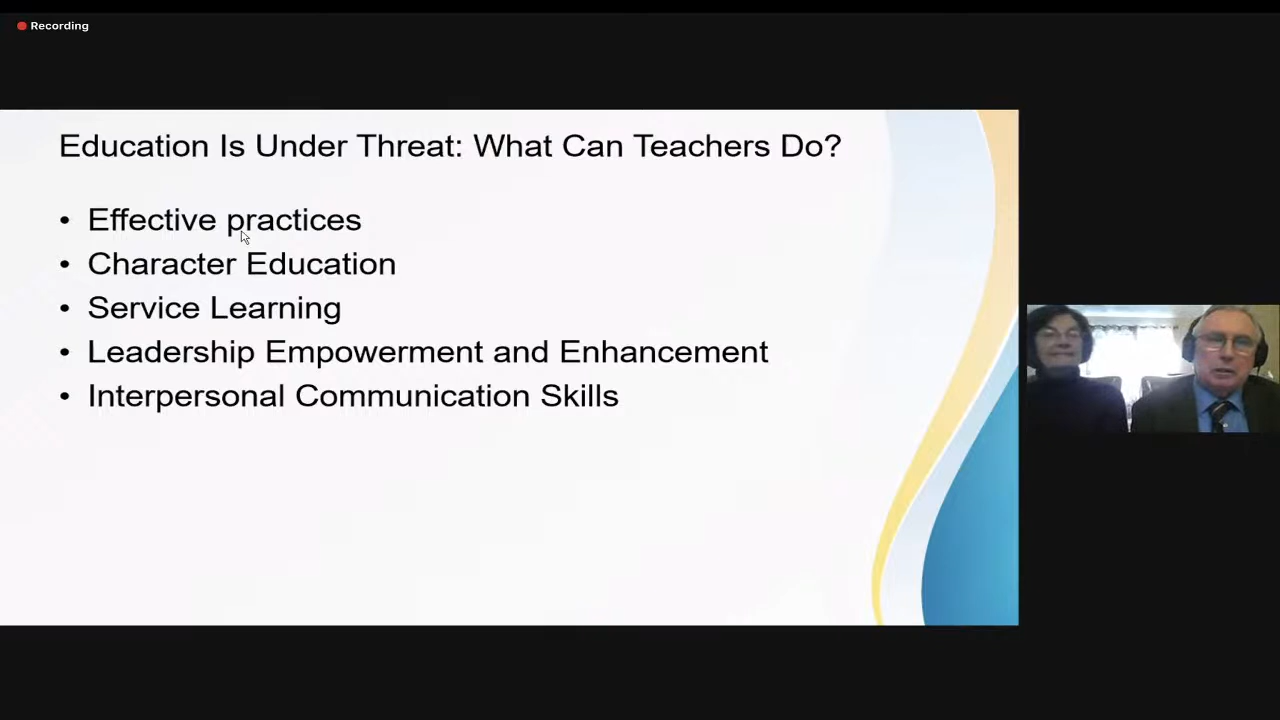 Recording
Education Is Under Threat: What Can Teachers Do?
• Effective practices
• Character Education
• Service Learning
• Leadership Empowerment and Enhancement
• Interpersonal Communication Skills